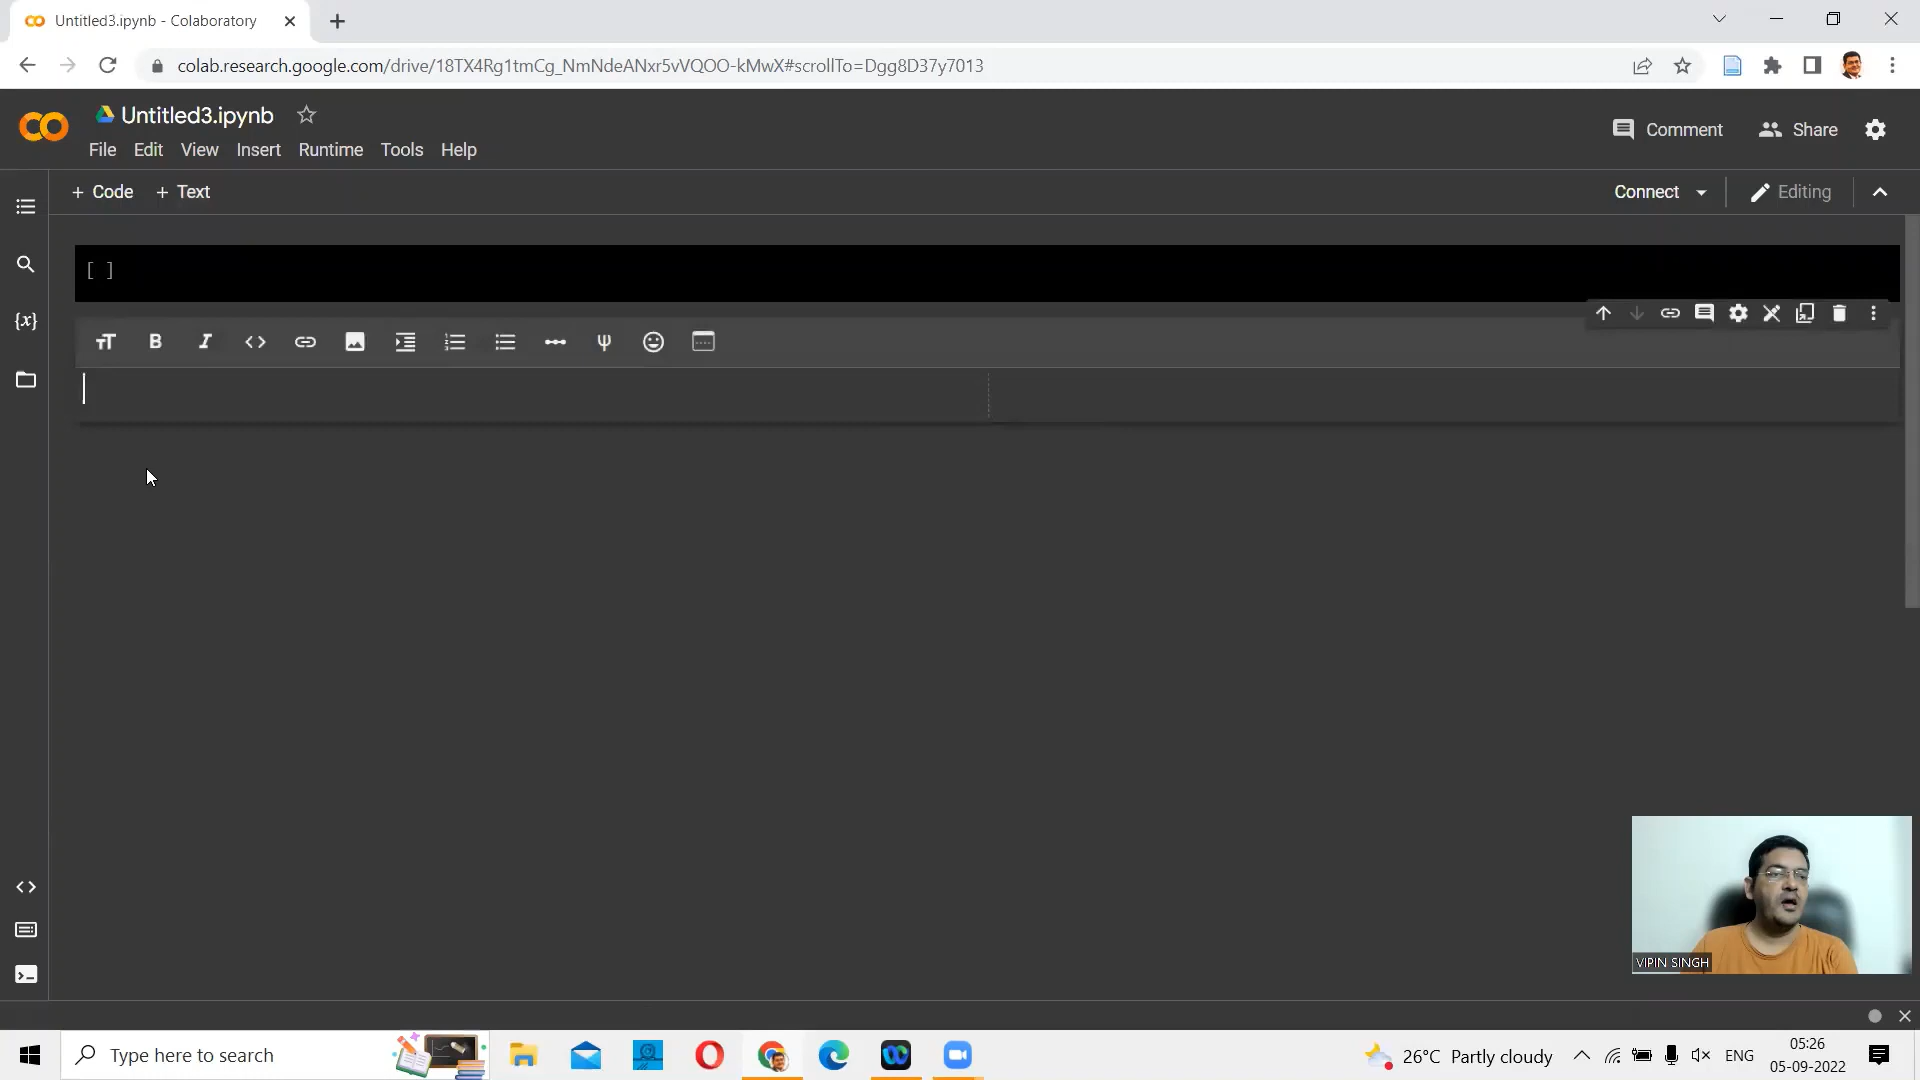 Untitled3.ipynb - Colaboratory
colab.research.google.com/drive/18TX4Rg1tmCg_NmNdeANxr5vVQOO-kMwX#scrollTo=Dgg8D37y7013
Untitled3.ipynb
Comment Share
File Edit View Insert Runtime Tools Help
+ Code + Text
Connect Editing
[ ]
VIPIN SINGH
Type here to search
26°C Partly cloudy
ENG
05:26
05-09-2022